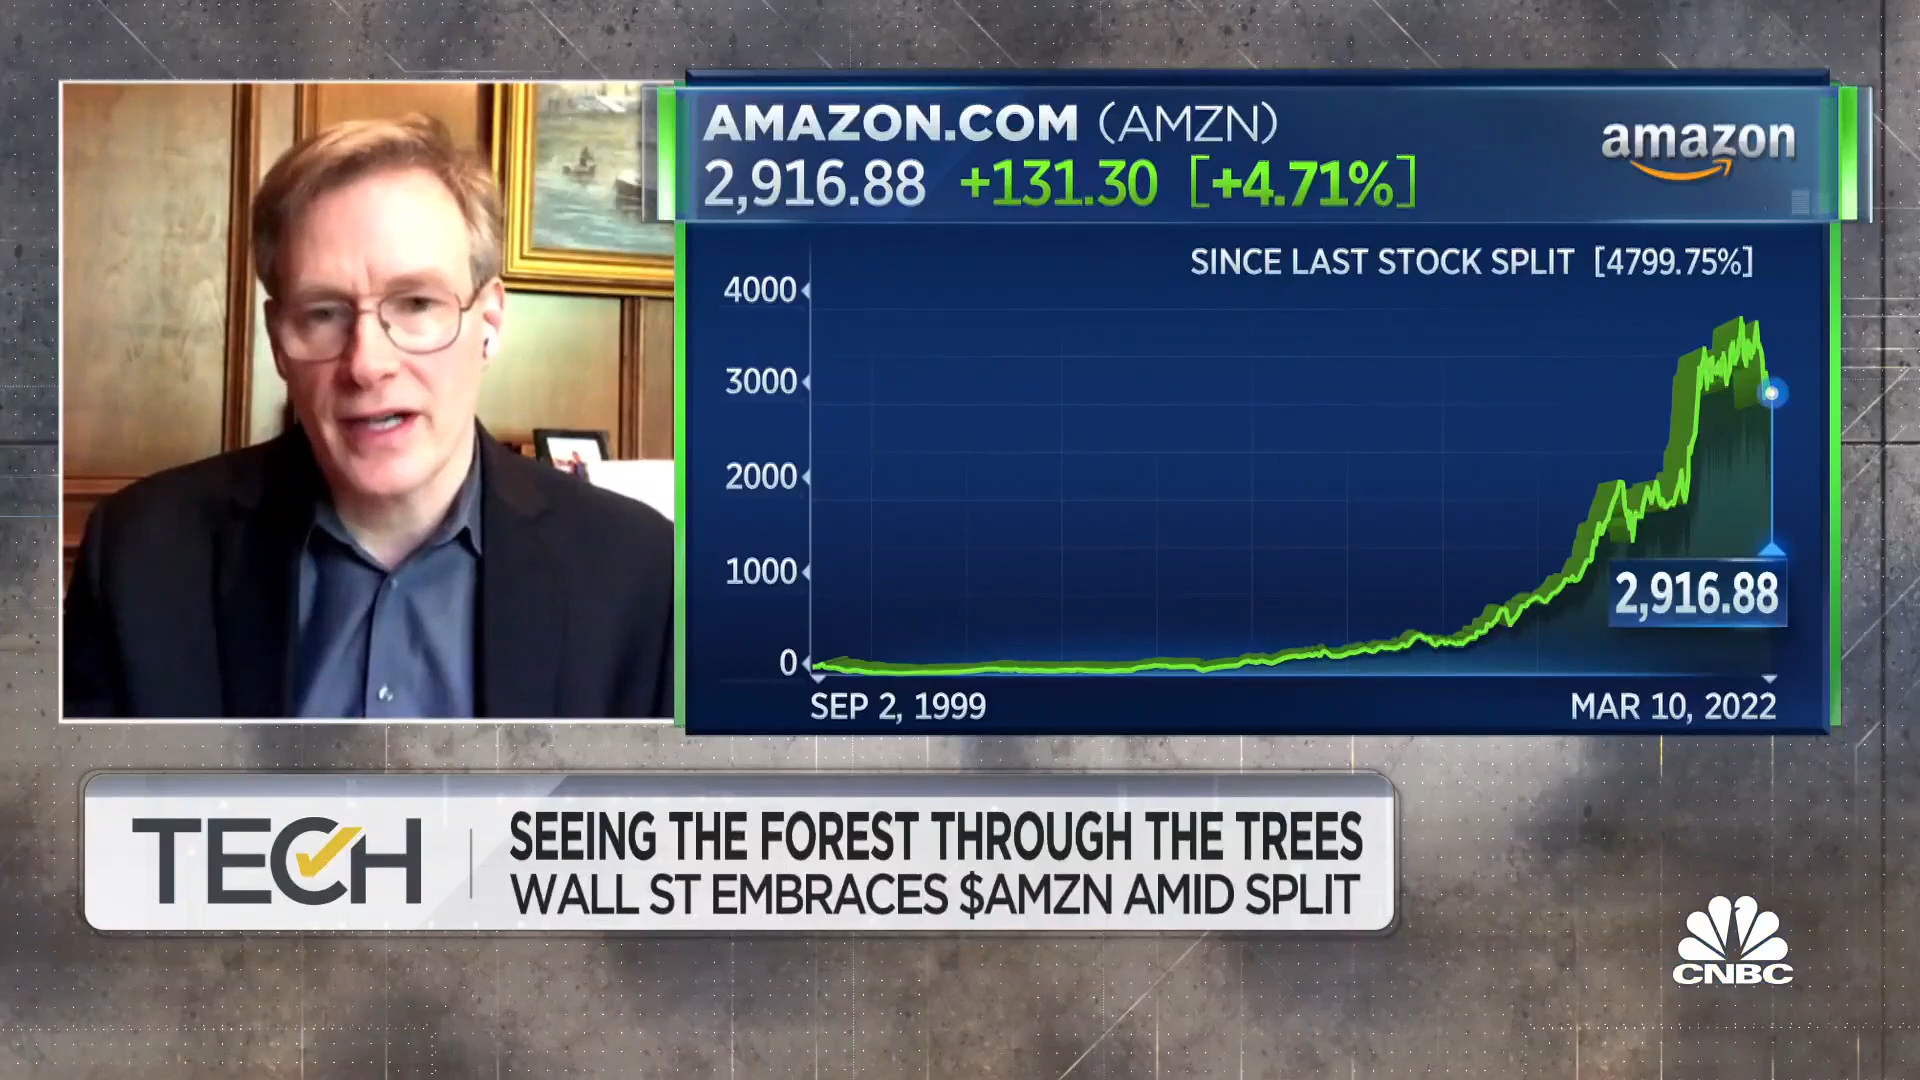 AMAZON.COM (AMZN)
2,916.88 +131.30 [+4.71%]
amazon
SINCE LAST STOCK SPLIT [4799.75%]
4000
3000
2000
1000
0
2,916.88
SEP 2, 1999
MAR 10, 2022
TECH
SEEING THE FOREST THROUGH THE TREES
WALL ST EMBRACES $AMZN AMID SPLIT
CNBC